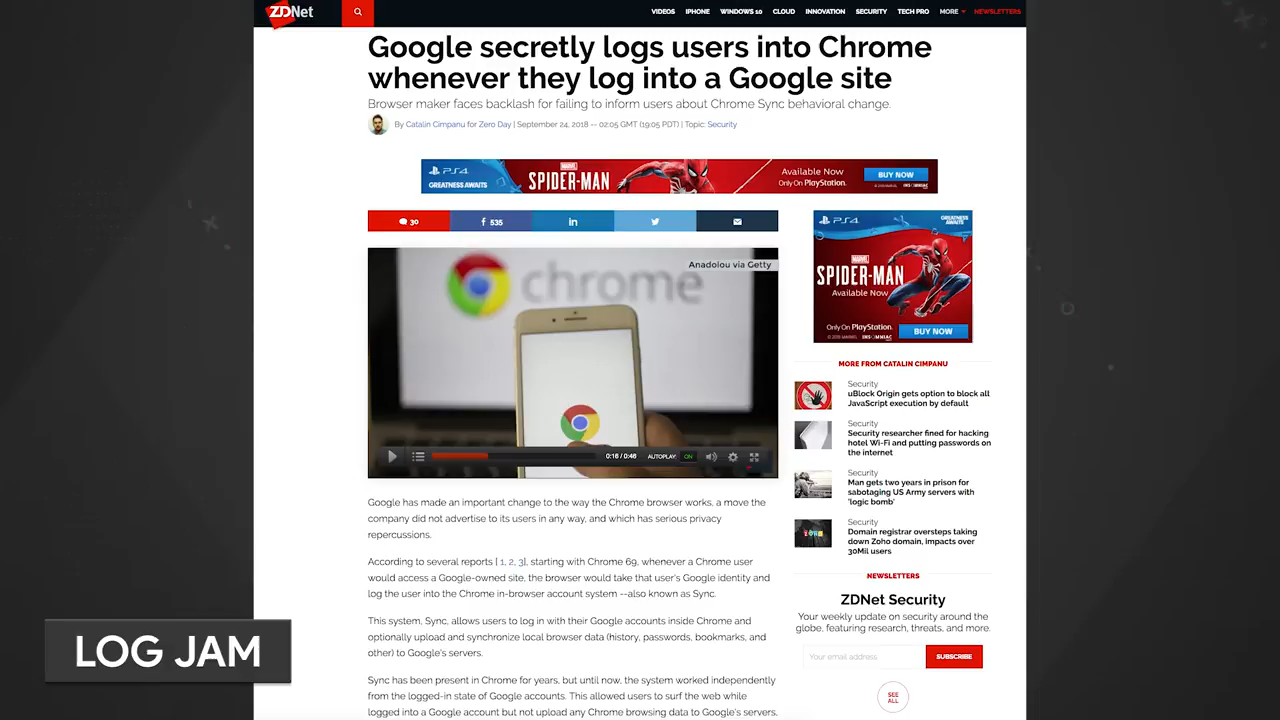 ZDNet
VIDEOS IPHONE WINDOWS 10 CLOUD INNOVATION SECURITY TECH PRO MORE NEWSLETTERS
Google secretly logs users into Chrome
whenever they log into a Google site
Browser maker faces backlash for failing to inform users about Chrome Sync behavioral change.
By Catalin Cimpanu for Zero Day | September 24, 2018 -- 02:05 GMT (19:05 PDT) | Topic: Security
PS4
GREATNESS AWAITS
MARVEL
SPIDER-MAN
Available Now
Only On PlayStation.
BUY NOW
INSOMNIAC
30
535
in
Anadolou via Getty
chrome
0:16 / 0:46 AUTOPLAY: ON
Google has made an important change to the way the Chrome browser works, a move the
company did not advertise to its users in any way, and which has serious privacy
repercussions.
According to several reports [ 1, 2, 3], starting with Chrome 69, whenever a Chrome user
would access a Google-owned site, the browser would take that user's Google identity and
log the user into the Chrome in-browser account system --also known as Sync.
This system, Sync, allows users to log in with their Google accounts inside Chrome and
optionally upload and synchronize local browser data (history, passwords, bookmarks, and
other) to Google's servers.
Sync has been present in Chrome for years, but until now, the system worked independently
from the logged-in state of Google accounts. This allowed users to surf the web while
logged into a Google account but not upload any Chrome browsing data to Google's servers,
PS4
GREATNESS
AWAITS
MARVEL
SPIDER-MAN
Available Now
Only On PlayStation.
BUY NOW
INSOMNIAC
MORE FROM CATALIN CIMPANU
Security
uBlock Origin gets option to block all
JavaScript execution by default
Security
Security researcher fined for hacking
hotel Wi-Fi and putting passwords on
the internet
Security
Man gets two years in prison for
sabotaging US Army servers with
'logic bomb'
Security
Domain registrar oversteps taking
down Zoho domain, impacts over
30Mil users
NEWSLETTERS
ZDNet Security
Your weekly update on security around the
globe, featuring research, threats, and more.
Your email address
SUBSCRIBE
SEE
ALL
LOG JAM